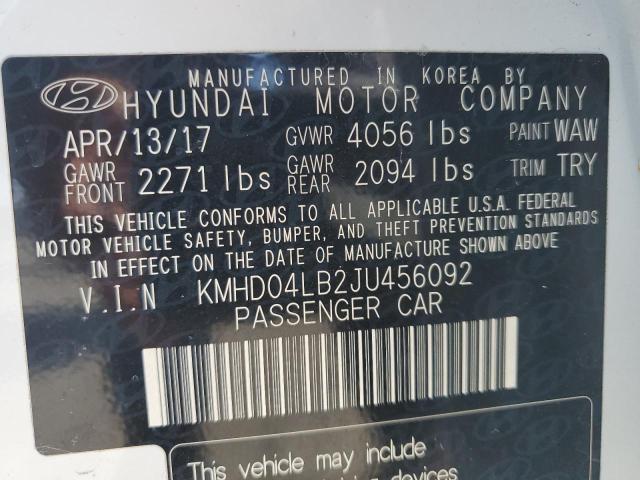 MANUFACTURED IN KOREA BY
HYUNDAI MOTOR COMPANY
APR/13/17 GVWR 4056 lbs PAINT WAW
GAWR FRONT 2271 lbs GAWR REAR 2094 lbs TRIM TRY
THIS VEHICLE CONFORMS TO ALL APPLICABLE U.S.A. FEDERAL
MOTOR VEHICLE SAFETY, BUMPER, AND THEFT PREVENTION STANDARDS
IN EFFECT ON THE DATE OF MANUFACTURE SHOWN ABOVE
V.I.N KMHD04LB2JU456092
PASSENGER CAR
This vehicle may include
devices